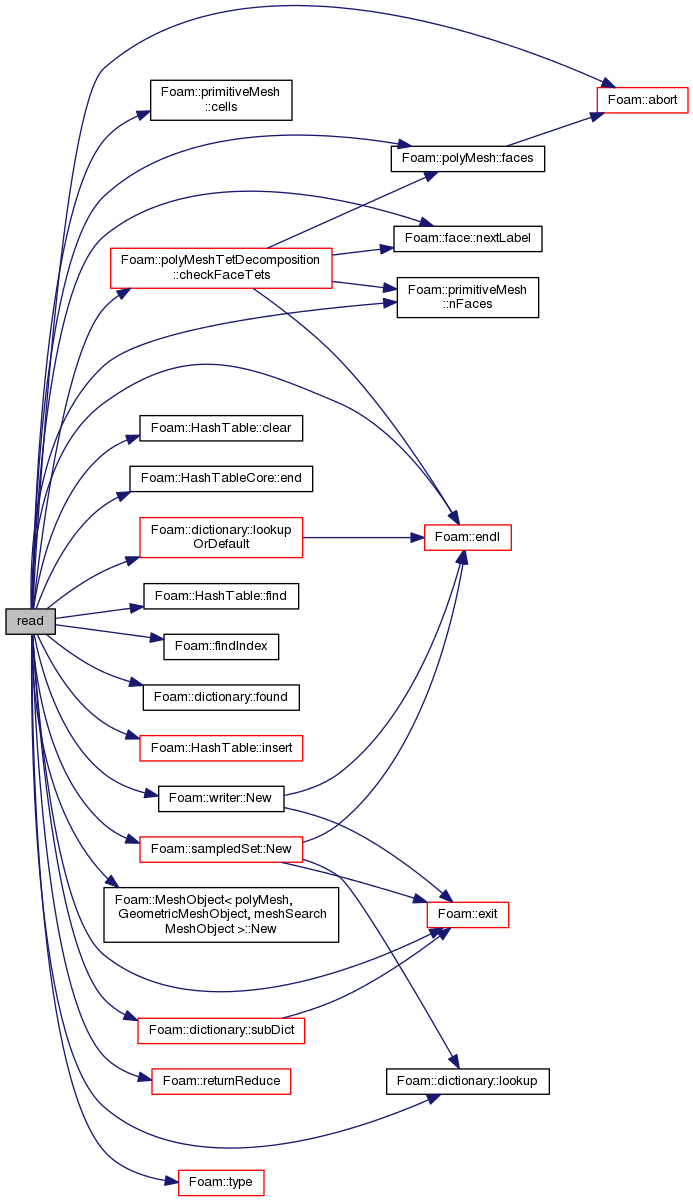 Foam::primitiveMesh
::cells
Foam::abort
Foam::polyMesh::faces
Foam::face::nextLabel
Foam::polyMeshTetDecomposition
::checkFaceTets
Foam::primitiveMesh
::nFaces
Foam::HashTable::clear
Foam::HashTableCore::end
Foam::dictionary::lookup
OrDefault
Foam::endl
Foam::HashTable::find
read
Foam::findIndex
Foam::dictionary::found
Foam::HashTable::insert
Foam::writer::New
Foam::sampledSet::New
Foam::MeshObject< polyMesh,
GeometricMeshObject, meshSearch
MeshObject >::New
Foam::exit
Foam::dictionary::subDict
Foam::returnReduce
Foam::dictionary::lookup
Foam::type